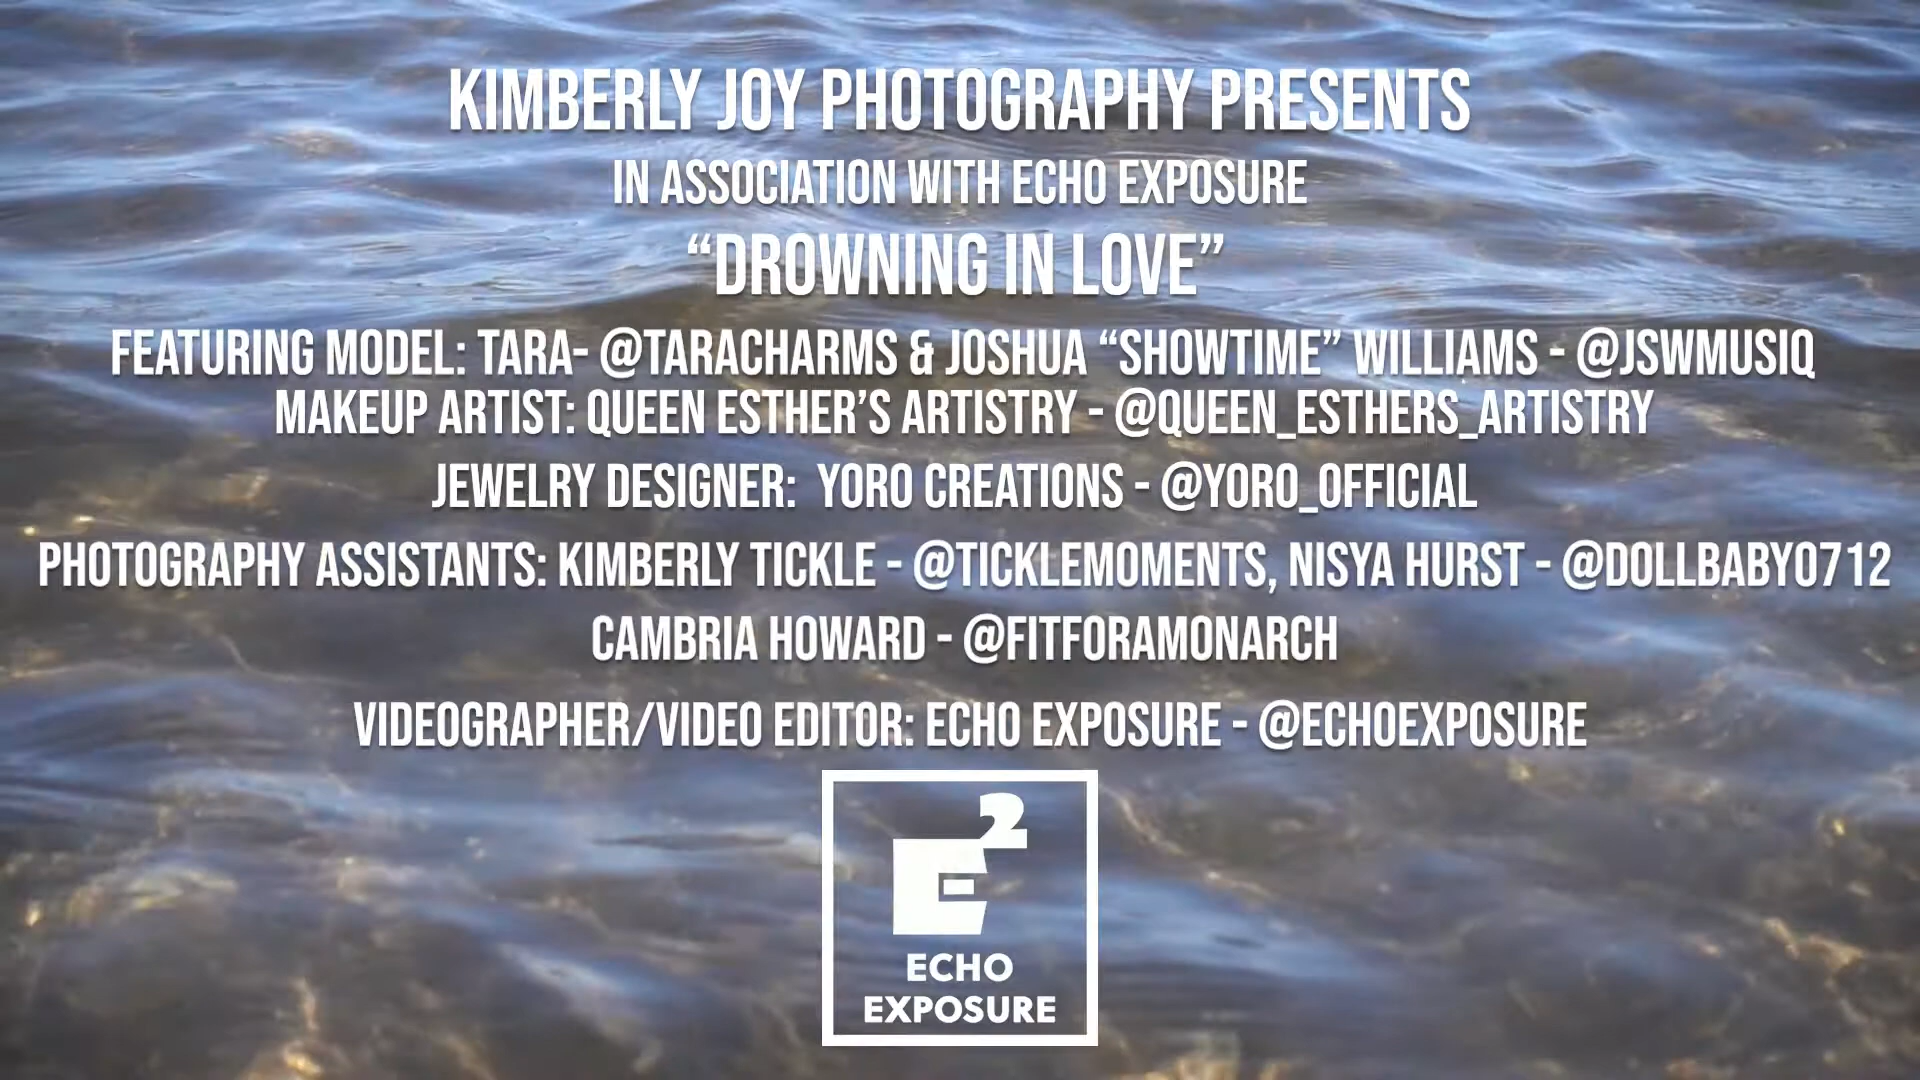 KIMBERLY JOY PHOTOGRAPHY PRESENTS
IN ASSOCIATION WITH ECHO EXPOSURE
“DROWNING IN LOVE”
FEATURING MODEL: TARA- @TARACHARMS & JOSHUA “SHOWTIME” WILLIAMS - @JSWMUSIQ
MAKEUP ARTIST: QUEEN ESTHER’S ARTISTRY - @QUEEN_ESTHERS_ARTISTRY
JEWELRY DESIGNER:  YORO CREATIONS - @YORO_OFFICIAL
PHOTOGRAPHY ASSISTANTS: KIMBERLY TICKLE - @TICKLEMOMENTS, NISYA HURST - @DOLLBABY0712
CAMBRIA HOWARD - @FITFORAMONARCH
VIDEOGRAPHER/VIDEO EDITOR: ECHO EXPOSURE - @ECHOEXPOSURE
E²
ECHO
EXPOSURE